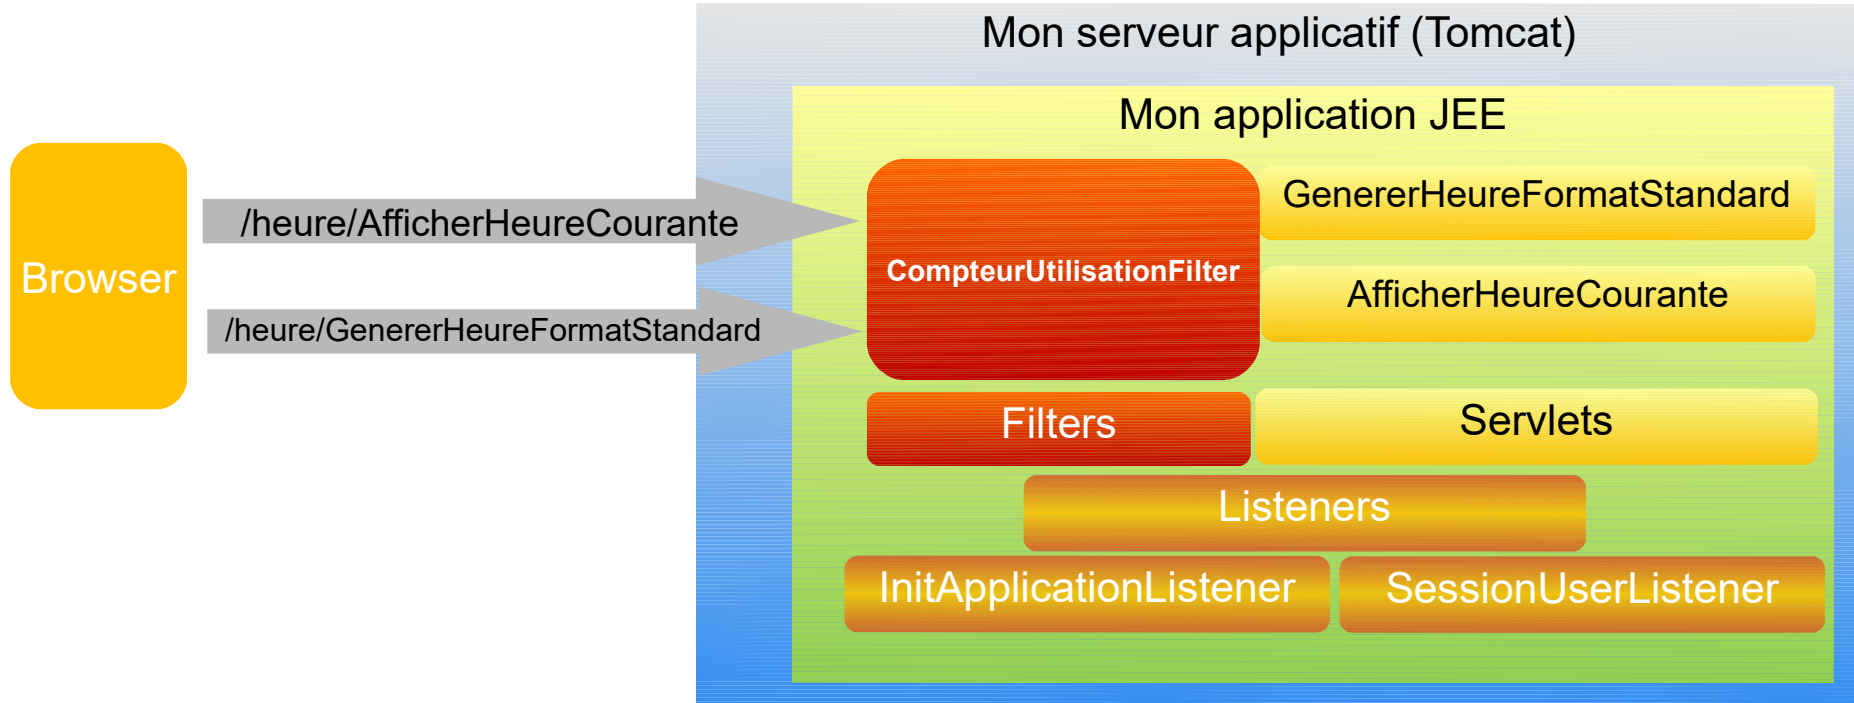 Mon serveur applicatif (Tomcat)
Mon application JEE
Browser
/heure/AfficherHeureCourante
/heure/GenererHeureFormatStandard
CompteurUtilisationFilter
GenererHeureFormatStandard
AfficherHeureCourante
Filters
Servlets
Listeners
InitApplicationListener
SessionUserListener